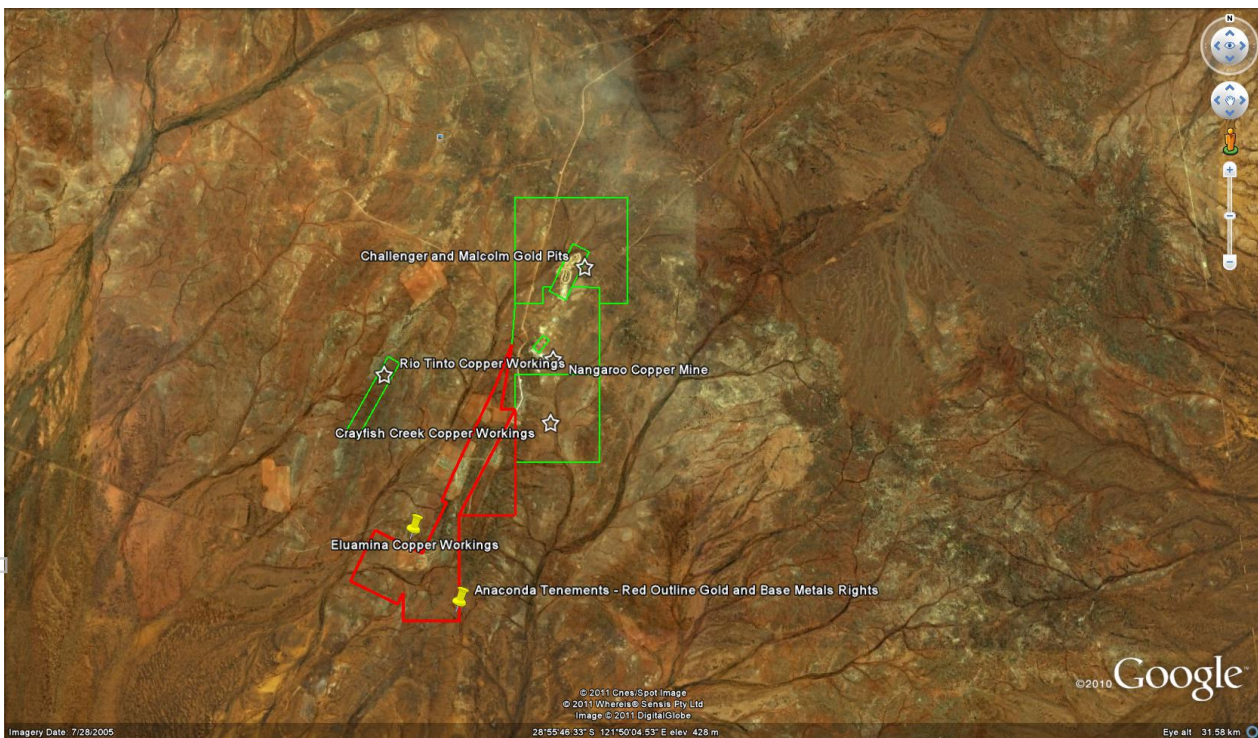 N
Challenger and Malcolm Gold Pits
Rio Tinto Copper Workings
Nangaroo Copper Mine
Crayfish Creek Copper Workings
Eluamina Copper Workings
Anaconda Tenements - Red Outline Gold and Base Metals Rights
©2010 Google™
© 2011 Cnes/Spot Image
© 2011 Whereis® Sensis Pty Ltd
Image © 2011 DigitalGlobe
Imagery Date: 7/28/2005
28°55'46.33" S 121°50'04.53" E elev 428 m
Eye alt 31.58 km